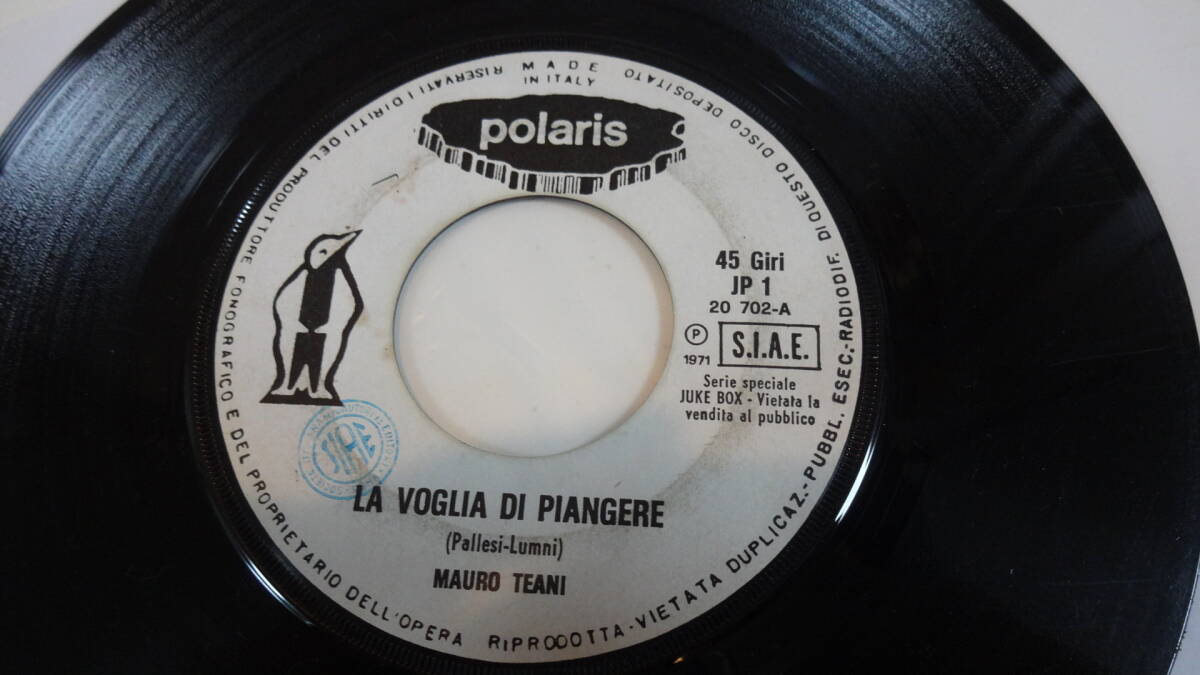 MADE
IN ITALY
polaris
45 Giri
JP 1
20 702-A
P
1971
S.I.A.E.
Serie speciale
JUKE BOX - Vietata la
vendita al pubblico
SIAE
LA VOGLIA DI PIANGERE
(Pallesi-Lumni)
MAURO TEANI
RISERVATI I DIRITTI DEL PRODUTTORE FONOGRAFICO E DEL PROPRIETARIO DELL'OPERA RIPRODOTTA-VIETATA DUPLICAZ.-PUBBL. ESEC.-RADIODIF. DI QUESTO DISCO DEPOSITATO